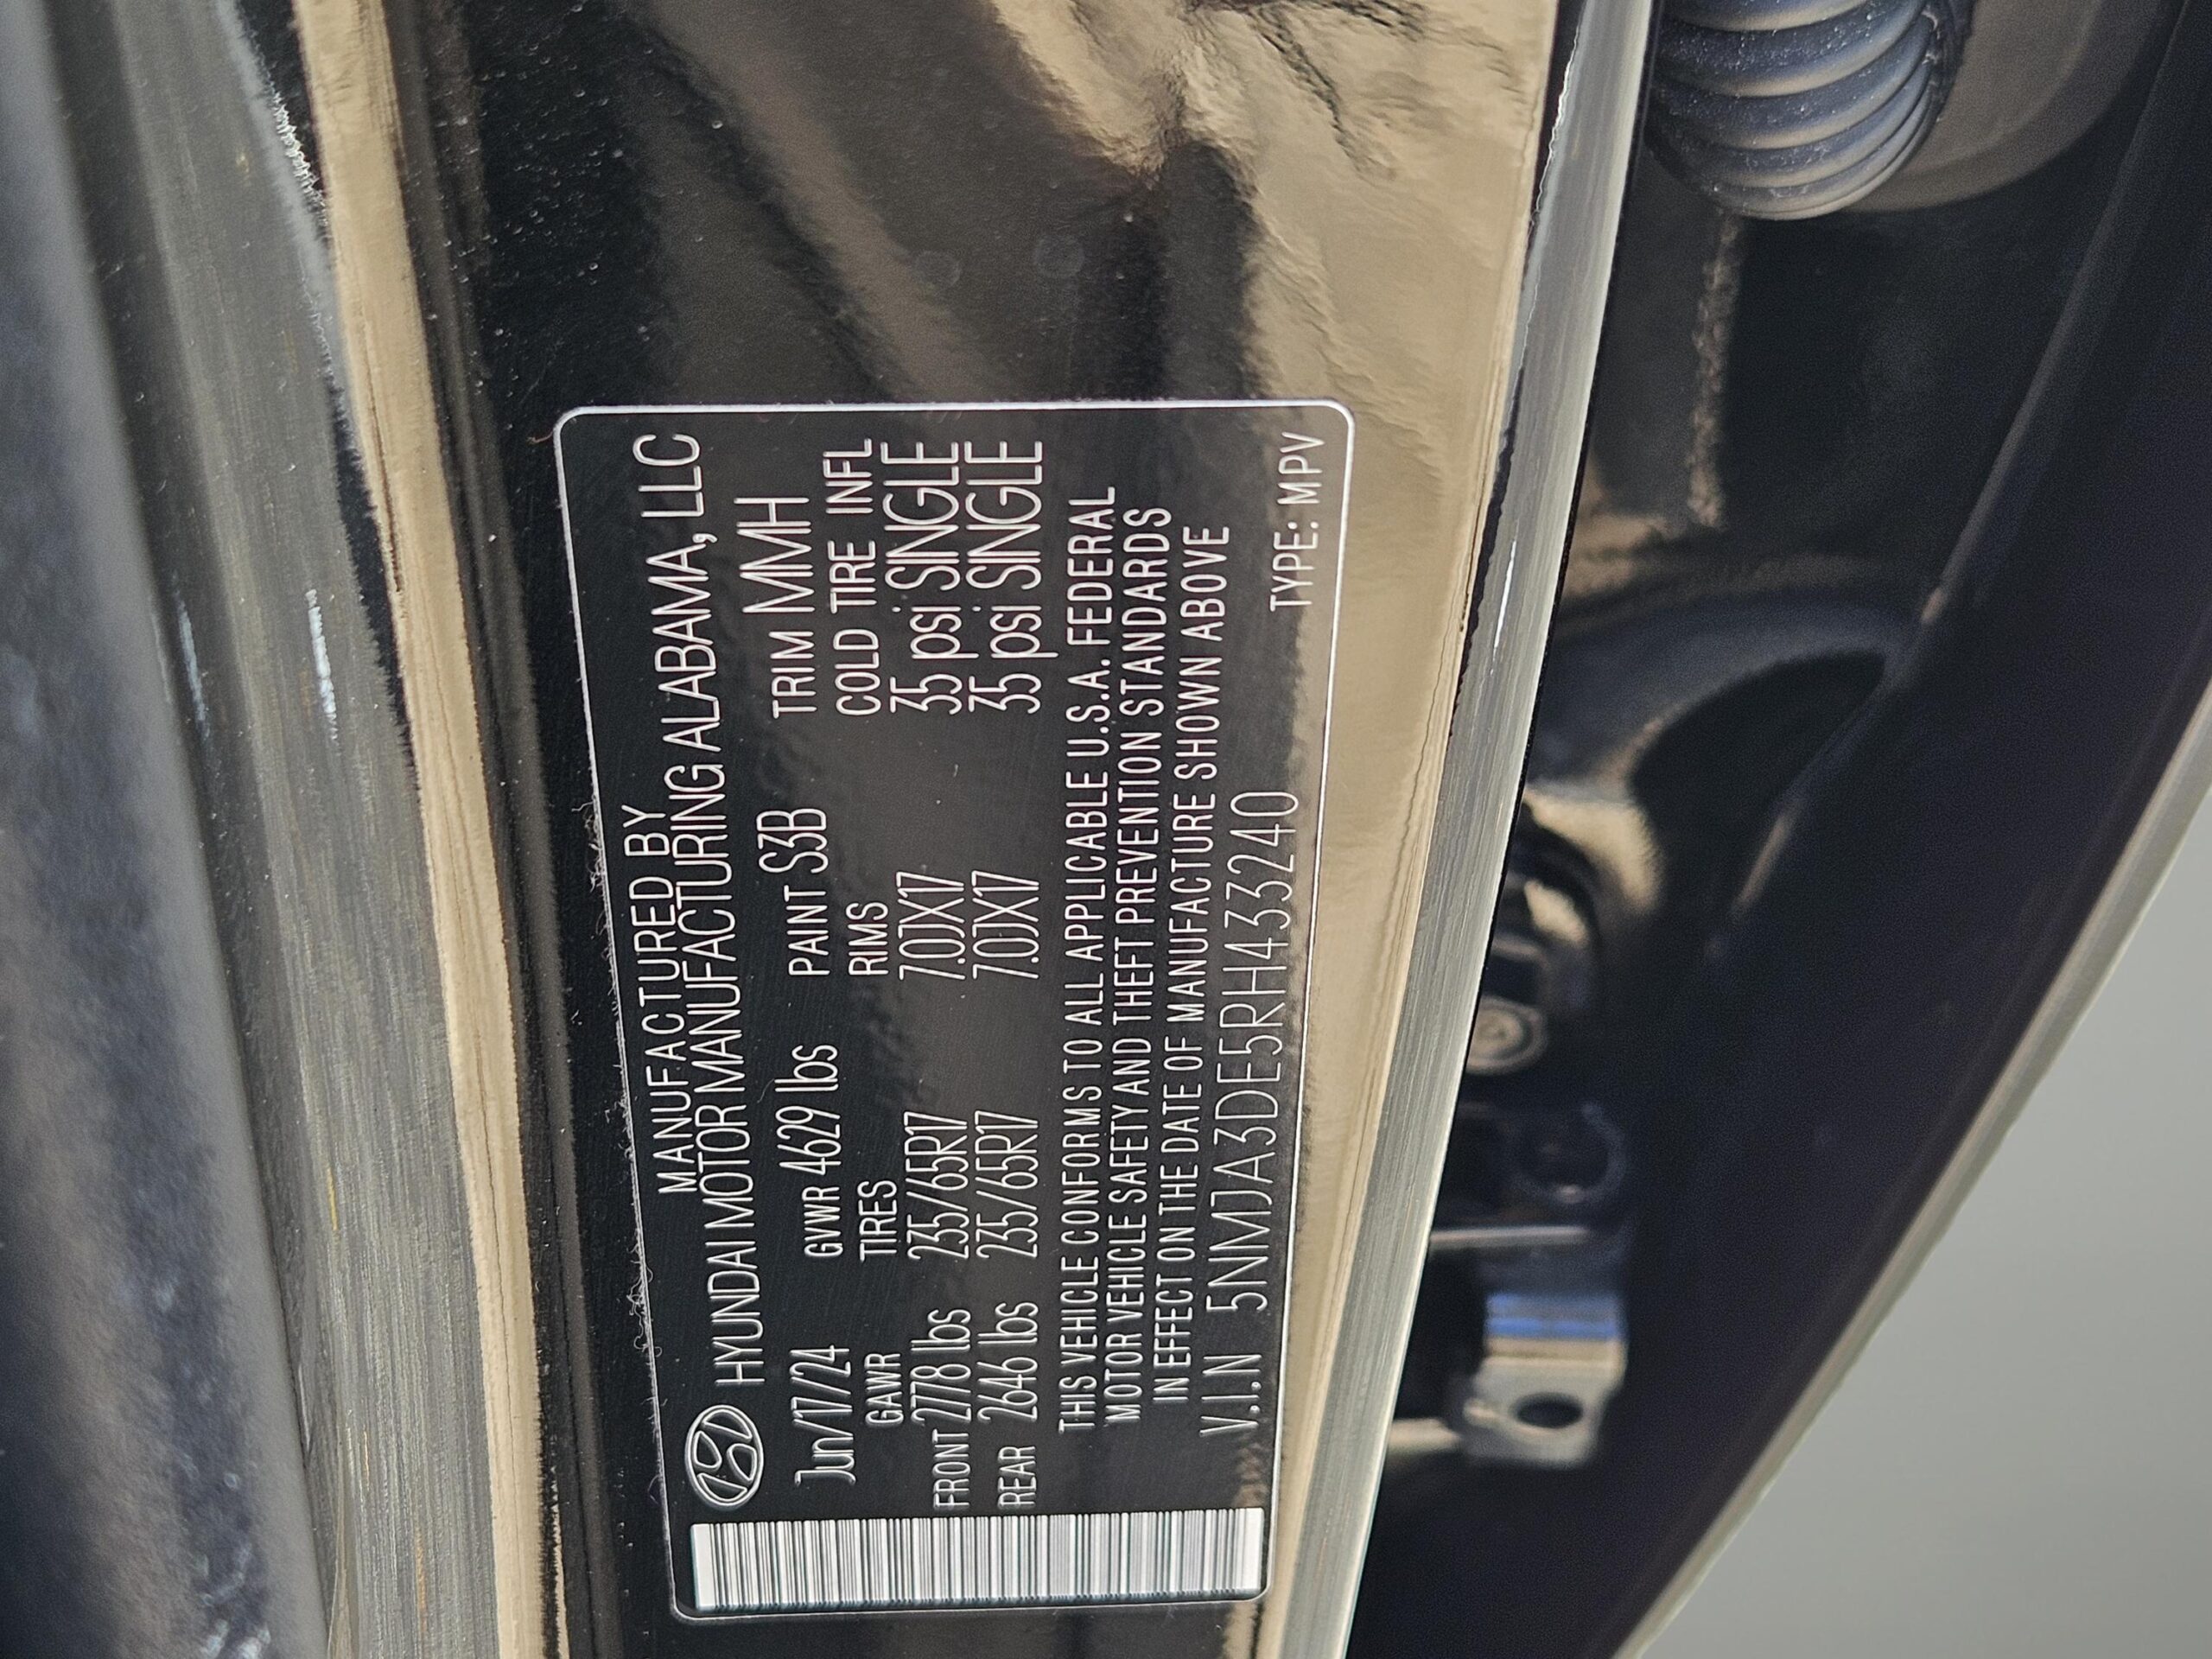 MANUFACTURED BY
HYUNDAI MOTOR MANUFACTURING ALABAMA, LLC
Jun/17/24 GVWR 4629 lbs PAINT S3B TRIM MMH
GAWR TIRES RIMS COLD TIRE INFL
FRONT 2778 lbs 235/65R17 7.0JX17 35 psi SINGLE
REAR 2646 lbs 235/65R17 7.0JX17 35 psi SINGLE
THIS VEHICLE CONFORMS TO ALL APPLICABLE U.S.A. FEDERAL
MOTOR VEHICLE SAFETY AND THEFT PREVENTION STANDARDS
IN EFFECT ON THE DATE OF MANUFACTURE SHOWN ABOVE
V.I.N 5NMJA3DE5RH433240
TYPE: MPV